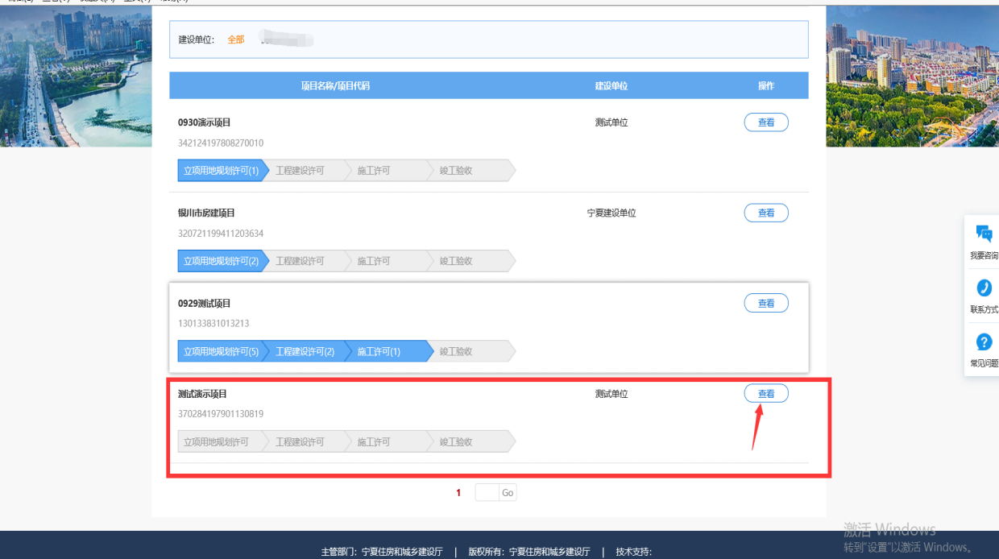 建设单位： 全部
项目名称/项目代码 建设单位 操作
0930演示项目 测试单位 查看
342124197808270010
立项用地规划许可(1) 工程建设许可 施工许可 竣工验收
银川市房建项目 宁夏建设单位 查看
320721199411203634
立项用地规划许可(2) 工程建设许可 施工许可 竣工验收
我要咨询
0929测试项目 查看
130133831013213
联系方式
立项用地规划许可(5) 工程建设许可(2) 施工许可(1) 竣工验收
常见问题
测试演示项目 测试单位 查看
370284197901130819
立项用地规划许可 工程建设许可 施工许可 竣工验收
1 Go
激活 Windows
转到"设置"以激活 Windows。
主管部门：宁夏住房和城乡建设厅 | 版权所有：宁夏住房和城乡建设厅 | 技术支持：